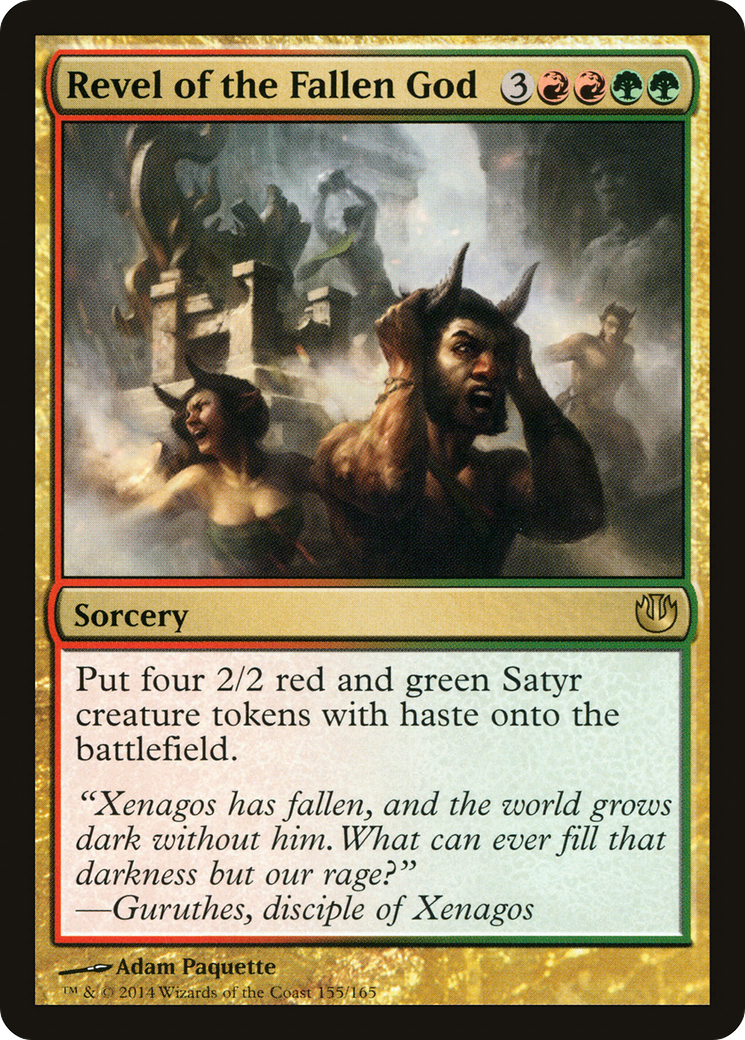 Revel of the Fallen God 3
Sorcery
Put four 2/2 red and green Satyr
creature tokens with haste onto the
battlefield.
“Xenagos has fallen, and the world grows
dark without him. What can ever fill that
darkness but our rage?”
—Guruthes, disciple of Xenagos
Adam Paquette
™ & © 2014 Wizards of the Coast 155/165